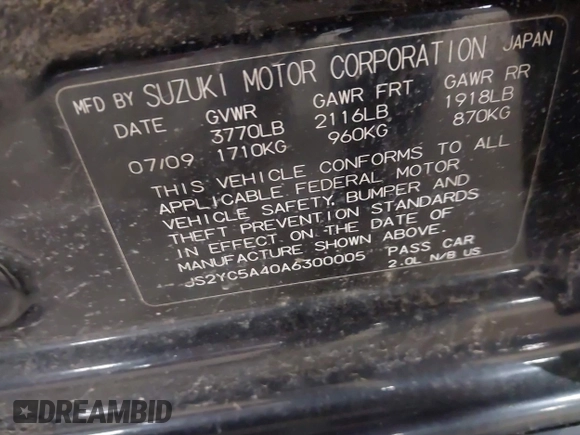 MFD BY SUZUKI MOTOR CORPORATION JAPAN
DATE GVWR GAWR FRT GAWR RR
3770LB 2116LB 1918LB
07/09 1710KG 960KG 870KG
THIS VEHICLE CONFORMS TO ALL
APPLICABLE FEDERAL MOTOR
VEHICLE SAFETY, BUMPER AND
THEFT PREVENTION STANDARDS
IN EFFECT ON THE DATE OF
MANUFACTURE SHOWN ABOVE.
JS2YC5A40A6300005 PASS CAR
2.0L N/B US
DREAMBID